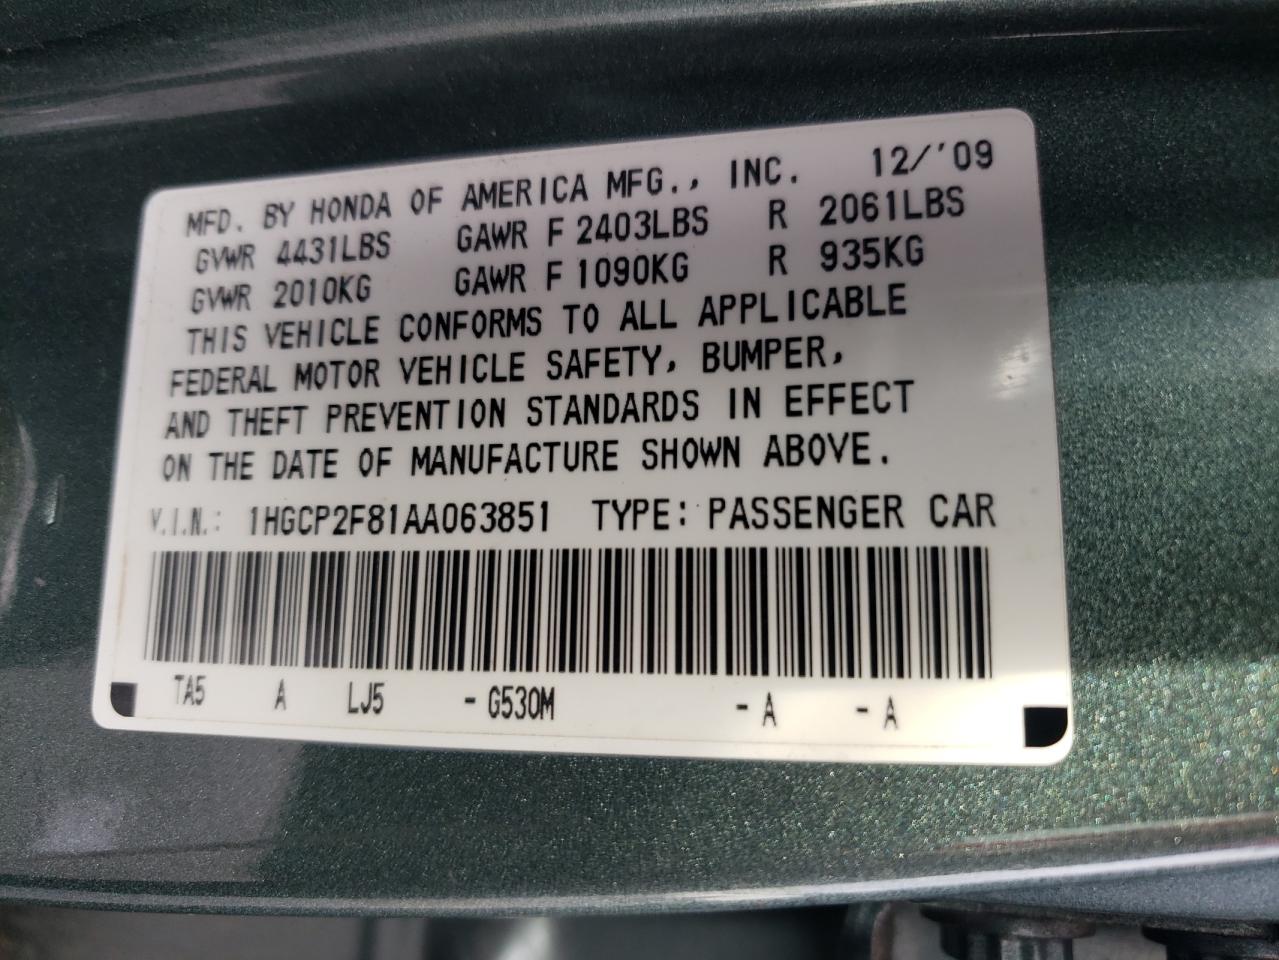 MFD. BY HONDA OF AMERICA MFG., INC. 12/'09
GVWR 4431LBS GAWR F 2403LBS R 2061LBS
GVWR 2010KG GAWR F 1090KG R 935KG
THIS VEHICLE CONFORMS TO ALL APPLICABLE
FEDERAL MOTOR VEHICLE SAFETY, BUMPER,
AND THEFT PREVENTION STANDARDS IN EFFECT
ON THE DATE OF MANUFACTURE SHOWN ABOVE.
V.I.N.: 1HGCP2F81AA063851 TYPE: PASSENGER CAR
TA5 A LJ5 -G530M -A -A